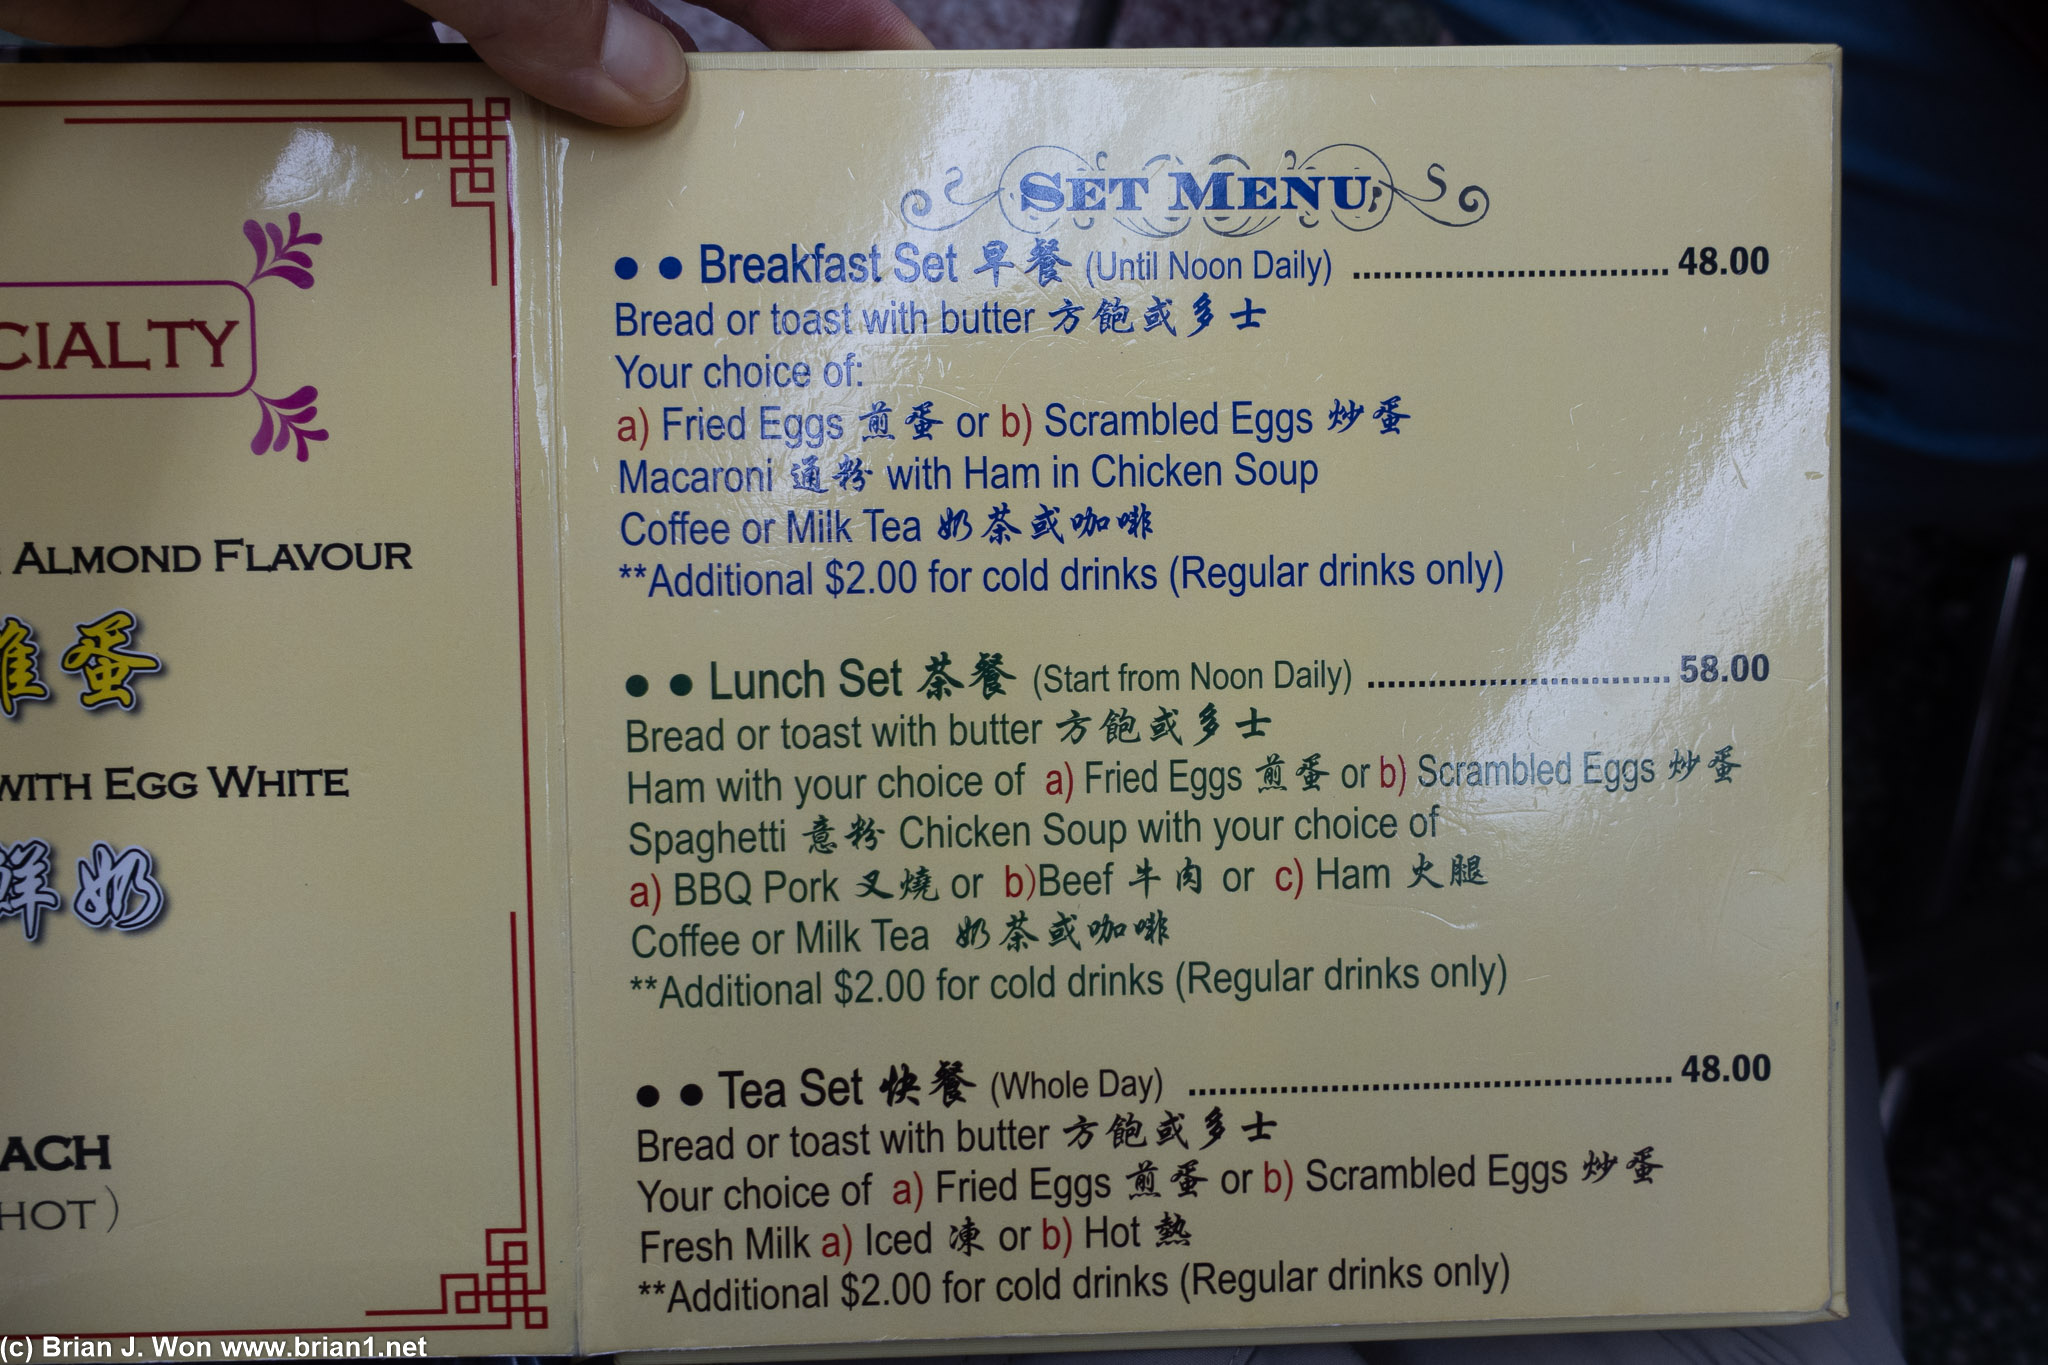 CIALTY
ALMOND FLAVOUR
蛋
WITH EGG WHITE
鮮奶
ACH
HOT)
SET MENU
●● Breakfast Set 早餐 (Until Noon Daily) ............................... 48.00
Bread or toast with butter 方飽或多士
Your choice of:
a) Fried Eggs 煎蛋 or b) Scrambled Eggs 炒蛋
Macaroni 通粉 with Ham in Chicken Soup
Coffee or Milk Tea 奶茶或咖啡
**Additional $2.00 for cold drinks (Regular drinks only)
●● Lunch Set 茶餐 (Start from Noon Daily) .............................. 58.00
Bread or toast with butter 方飽或多士
Ham with your choice of a) Fried Eggs 煎蛋 or b) Scrambled Eggs 炒蛋
Spaghetti 意粉 Chicken Soup with your choice of
a) BBQ Pork 叉燒 or b)Beef 牛肉 or c) Ham 火腿
Coffee or Milk Tea 奶茶或咖啡
**Additional $2.00 for cold drinks (Regular drinks only)
●● Tea Set 快餐 (Whole Day) ................................................ 48.00
Bread or toast with butter 方飽或多士
Your choice of a) Fried Eggs 煎蛋 or b) Scrambled Eggs 炒蛋
Fresh Milk a) Iced 凍 or b) Hot 熱
**Additional $2.00 for cold drinks (Regular drinks only)
(c) Brian J. Won www.brian1.net